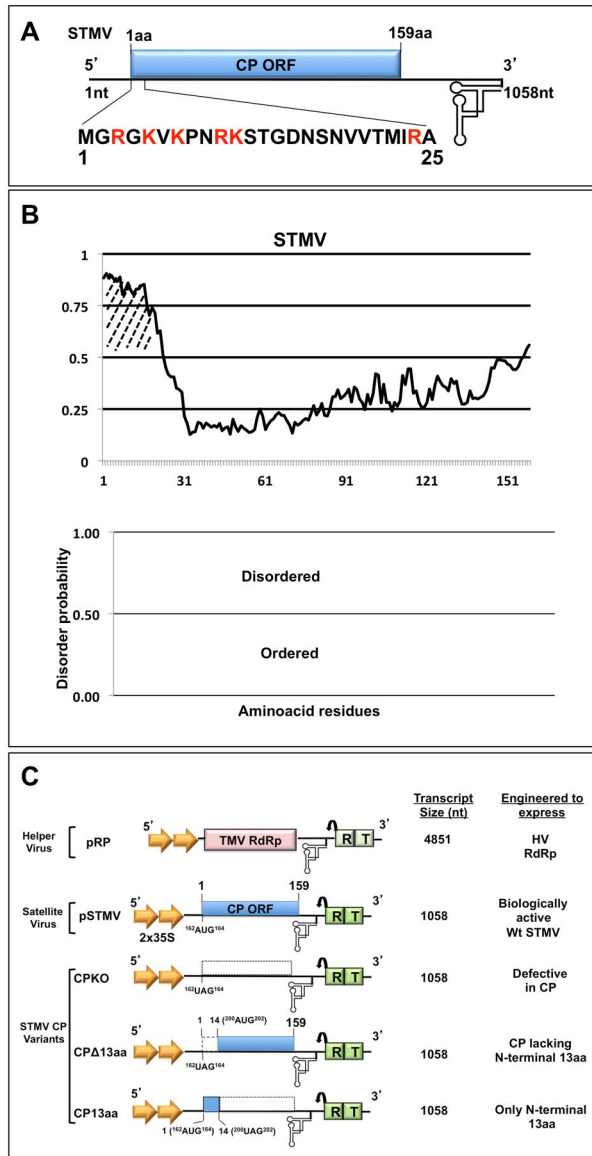 A
STMV 1aa 159aa
5’ CP ORF 3’
1nt 1058nt
MGRGKVKPNRKSTGDNSNVVTMIRA
1 25
B
STMV
1
0.75
0.5
0.25
0
1 31 61 91 121 151
Disorder probability
1.00
Disordered
0.50
Ordered
0.00
Aminoacid residues
C
Transcript Size (nt)
Engineered to express
Helper Virus
pRP
5’ TMV RdRp R T 3’
4851
HV RdRp
Satellite Virus
pSTMV
5’ 1 CP ORF 159 R T 3’
2x35S
162AUG164
1058
Biologically active Wt STMV
STMV CP Variants
CPKO
5’ R T 3’
162UAG164
1058
Defective in CP
CPΔ13aa
5’ 1 14 (200AUG202) 159 R T 3’
162UAG164
1058
CP lacking N-terminal 13aa
CP13aa
5’ R T 3’
1 (162AUG164) 14 (200UAG202)
1058
Only N-terminal 13aa